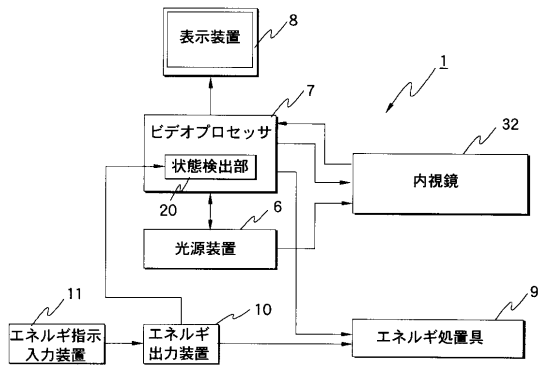 表示装置
8
1
7
ビデオプロセッサ
状態検出部
20
32
内視鏡
6
光源装置
11
エネルギ指示
入力装置
10
エネルギ
出力装置
9
エネルギ処置具